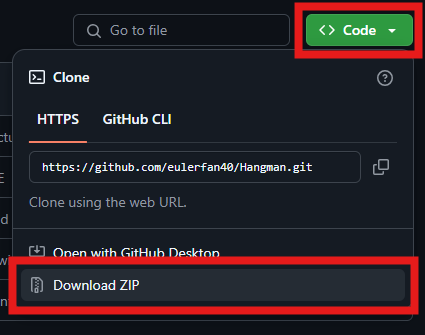 Go to file
Code
Clone
HTTPS GitHub CLI
https://github.com/eulerfan40/Hangman.git
Clone using the web URL.
Open with GitHub Desktop
Download ZIP